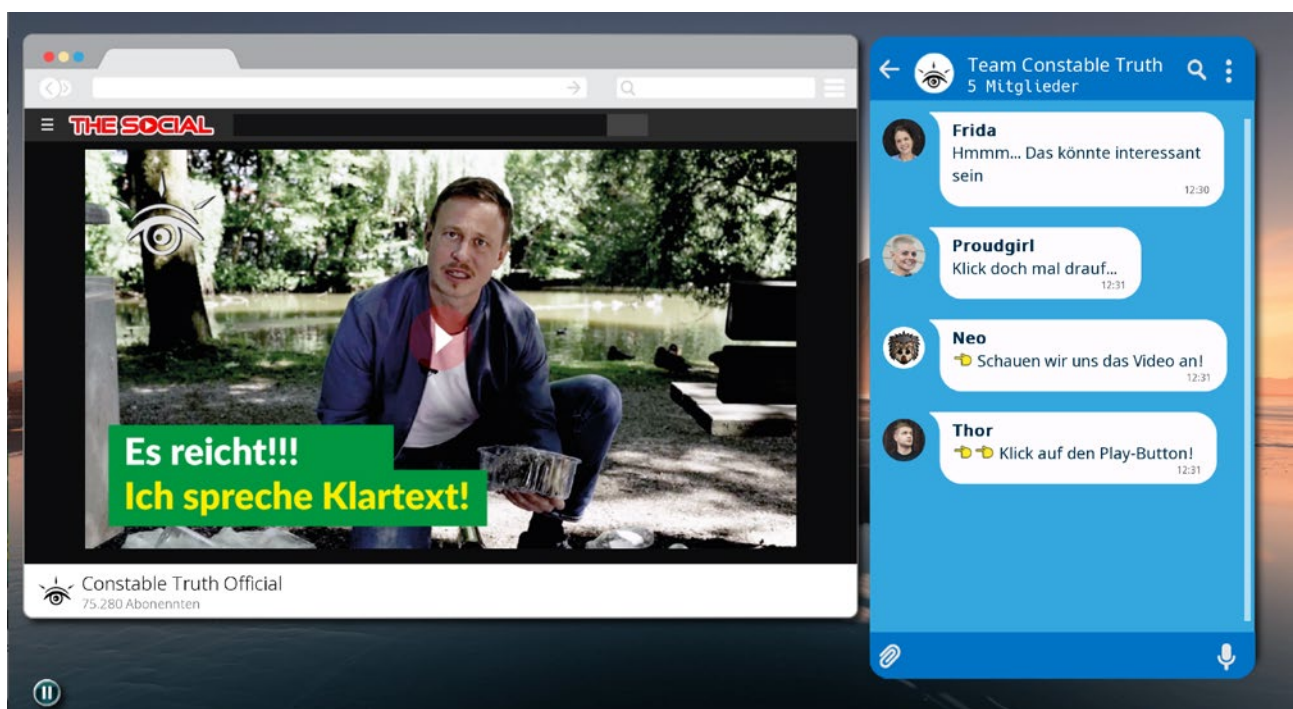 THE SOCIAL
Es reicht!!!
Ich spreche Klartext!
Constable Truth Official
75.280 Abonennten
Team Constable Truth
5 Mitglieder
Frida
Hmmm... Das könnte interessant
sein
12:30
Proudgirl
Klick doch mal drauf...
12:31
Neo
👈 Schauen wir uns das Video an!
12:31
Thor
👈👈 Klick auf den Play-Button!
12:31